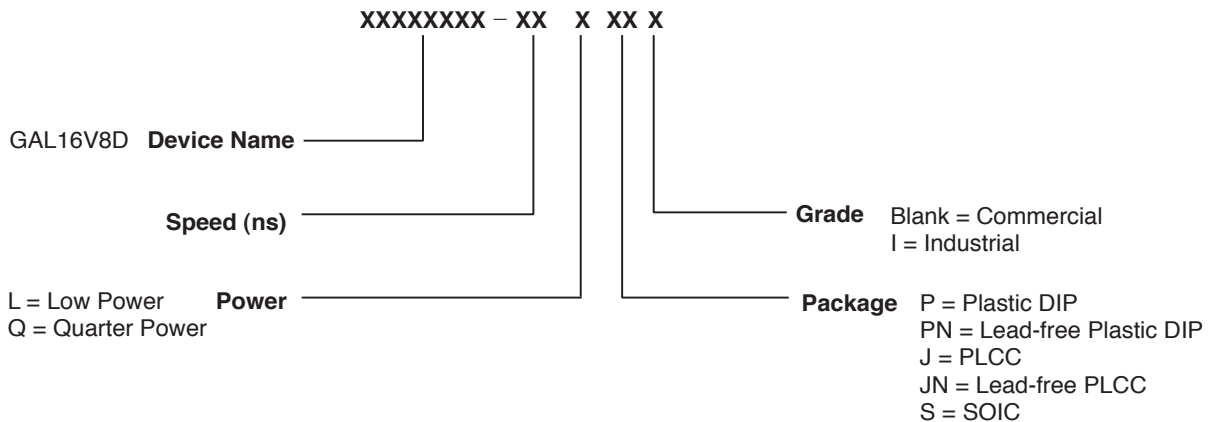 XXXXXXXX – XX X XX X
GAL16V8D Device Name
Speed (ns)
Grade Blank = Commercial
I = Industrial
L = Low Power Power
Q = Quarter Power
Package P = Plastic DIP
PN = Lead-free Plastic DIP
J = PLCC
JN = Lead-free PLCC
S = SOIC